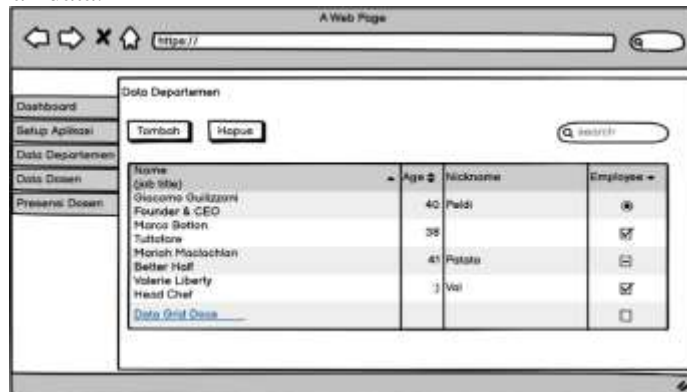 A Web Page
https://
Data Departemen
Dashboard
Setup Aplikasi
Data Departemen
Data Dosen
Presensi Dosen
Tambah Hapus search
Name
(job title) Age Nickname Employee
Giacomo Guilizzoni
Founder & CEO 40 Peldi
Marco Botton
Tuttofare 38
Mariah Maclachlan
Better Half 41 Patata
Valerie Liberty
Head Chef :) Val
Data Grid Docs